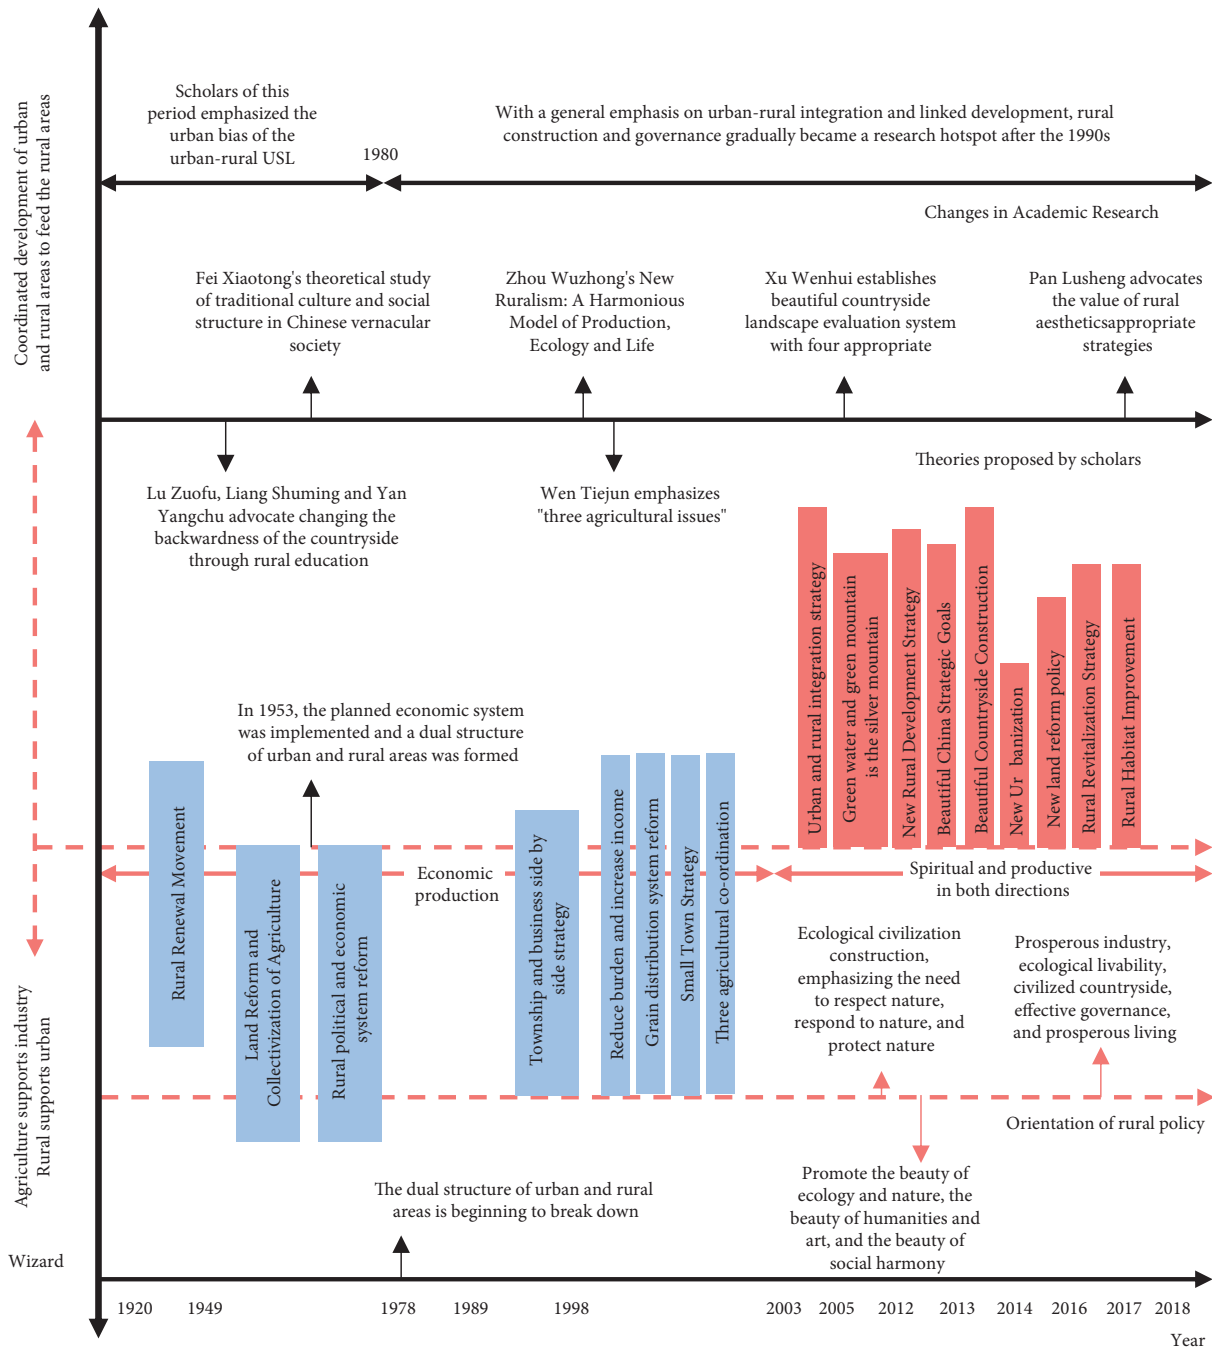 Coordinated development of urban
and rural areas to feed the rural areas
Scholars of this
period emphasized the
urban bias of the
urban-rural USL
1980
With a general emphasis on urban-rural integration and linked development, rural
construction and governance gradually became a research hotspot after the 1990s
Changes in Academic Research
Fei Xiaotong's theoretical study
of traditional culture and social
structure in Chinese vernacular
society
Zhou Wuzhong's New
Ruralism: A Harmonious
Model of Production,
Ecology and Life
Xu Wenhui establishes
beautiful countryside
landscape evaluation system
with four appropriate
Pan Lusheng advocates
the value of rural
aestheticsappropriate
strategies
Theories proposed by scholars
Lu Zuofu, Liang Shuming and Yan
Yangchu advocate changing the
backwardness of the countryside
through rural education
Wen Tiejun emphasizes
"three agricultural issues"
In 1953, the planned economic system
was implemented and a dual structure
of urban and rural areas was formed
Urban and rural integration strategy
Green water and green mountain
is the silver mountain
New Rural Development Strategy
Beautiful China Strategic Goals
Beautiful Countryside Construction
New Ur banization
New land reform policy
Rural Revitalization Strategy
Rural Habitat Improvement
Rural Renewal Movement
Land Reform and
Collectivization of Agriculture
Rural political and economic
system reform
Economic
production
Township and business side by
side strategy
Reduce burden and increase income
Grain distribution system reform
Small Town Strategy
Three agricultural co-ordination
Spiritual and productive
in both directions
Ecological civilization
construction,
emphasizing the need
to respect nature,
respond to nature, and
protect nature
Prosperous industry,
ecological livability,
civilized countryside,
effective governance,
and prosperous living
Orientation of rural policy
Agriculture supports industry
Rural supports urban
The dual structure of urban and rural
areas is beginning to break down
Promote the beauty of
ecology and nature, the
beauty of humanities and
art, and the beauty of
social harmony
Wizard
1920
1949
1978
1989
1998
2003
2005
2012
2013
2014
2016
2017
2018
Year